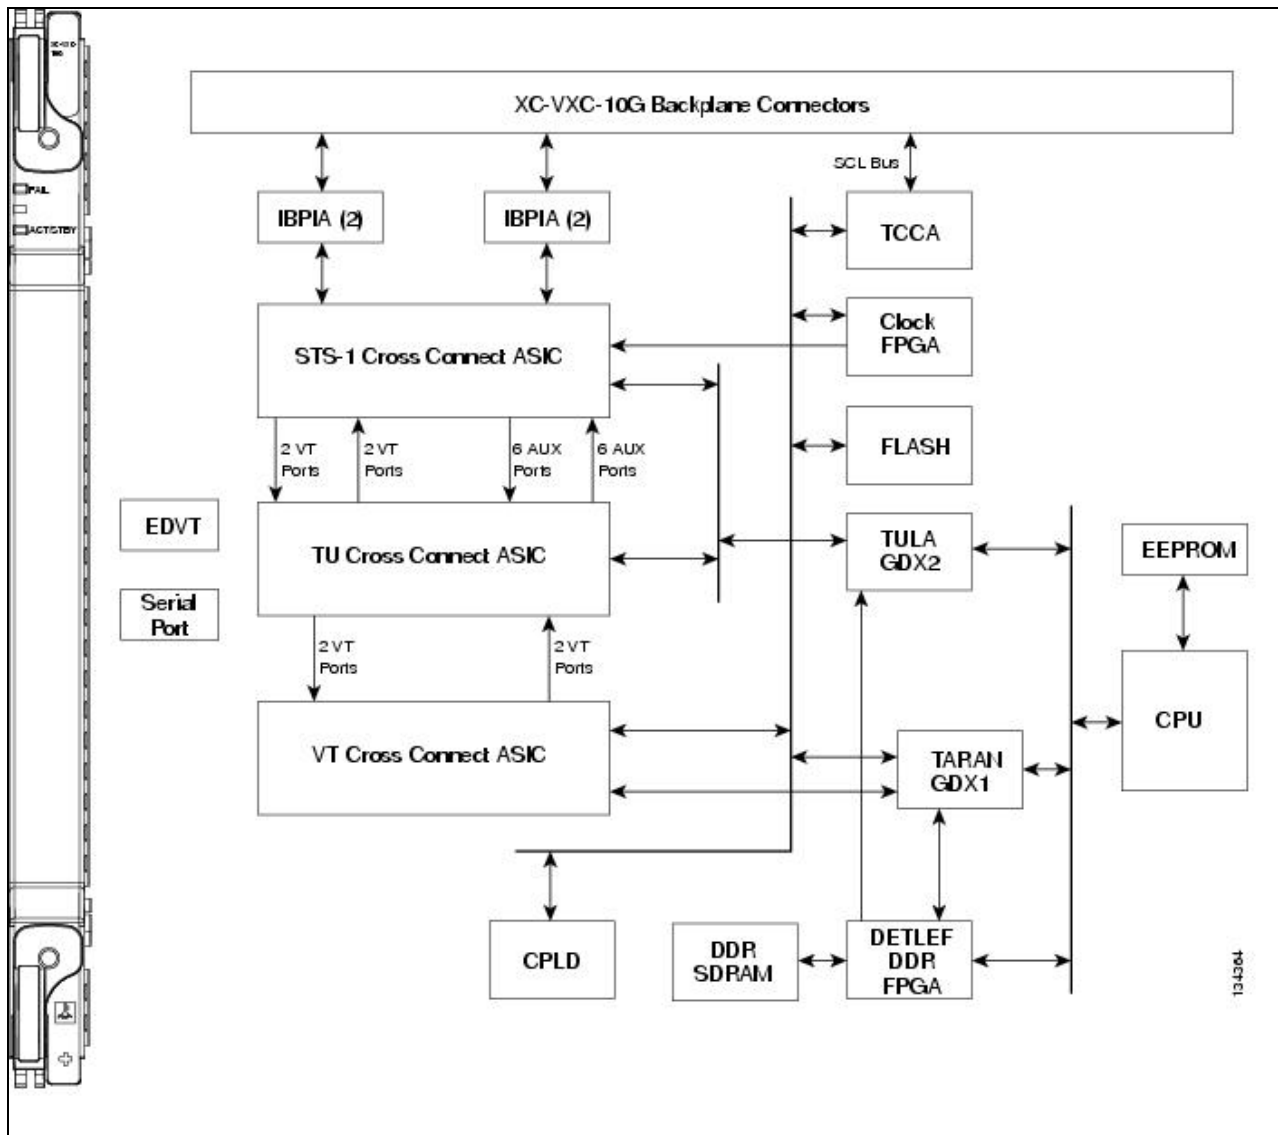 XC-VXC-10G Backplane Connectors
SCL Bus
FAIL
ACT/STBY
IBPIA (2)
IBPIA (2)
TCCA
STS-1 Cross Connect ASIC
Clock
FPGA
2 VT
Ports
2 VT
Ports
6 AUX
Ports
6 AUX
Ports
FLASH
EDVT
TU Cross Connect ASIC
TULA
GDX2
EEPROM
Serial
Port
2 VT
Ports
2 VT
Ports
VT Cross Connect ASIC
TARAN
GDX1
CPU
CPLD
DDR
SDRAM
DETLEF
DDR
FPGA
134364